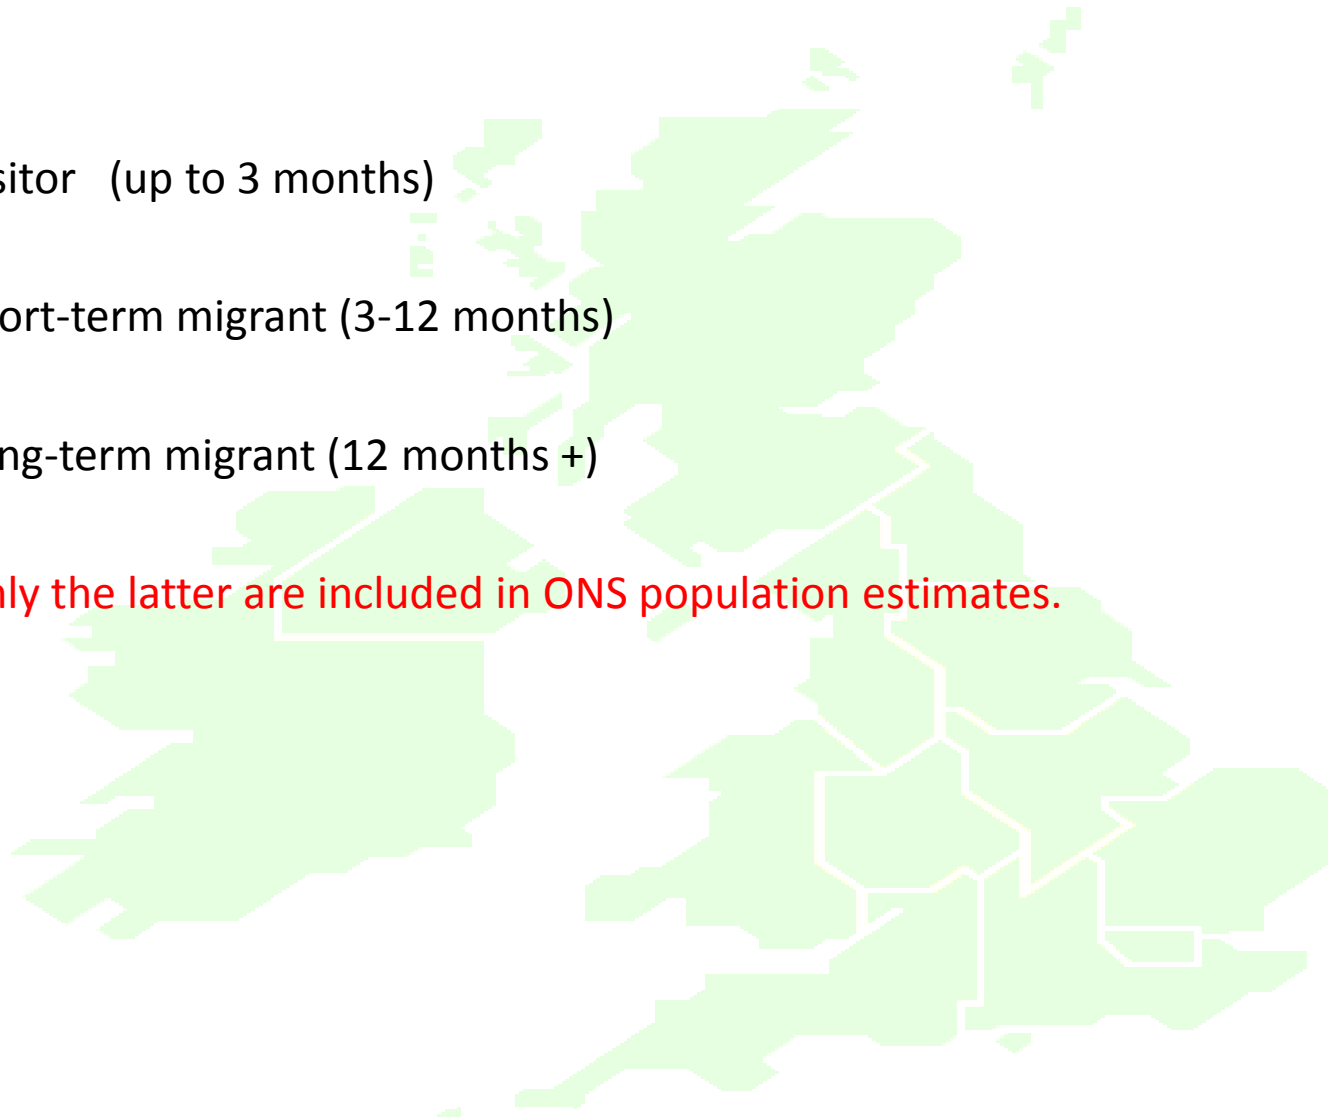 sitor (up to 3 months)
ort-term migrant (3-12 months)
ng-term migrant (12 months +)
nly the latter are included in ONS population estimates.